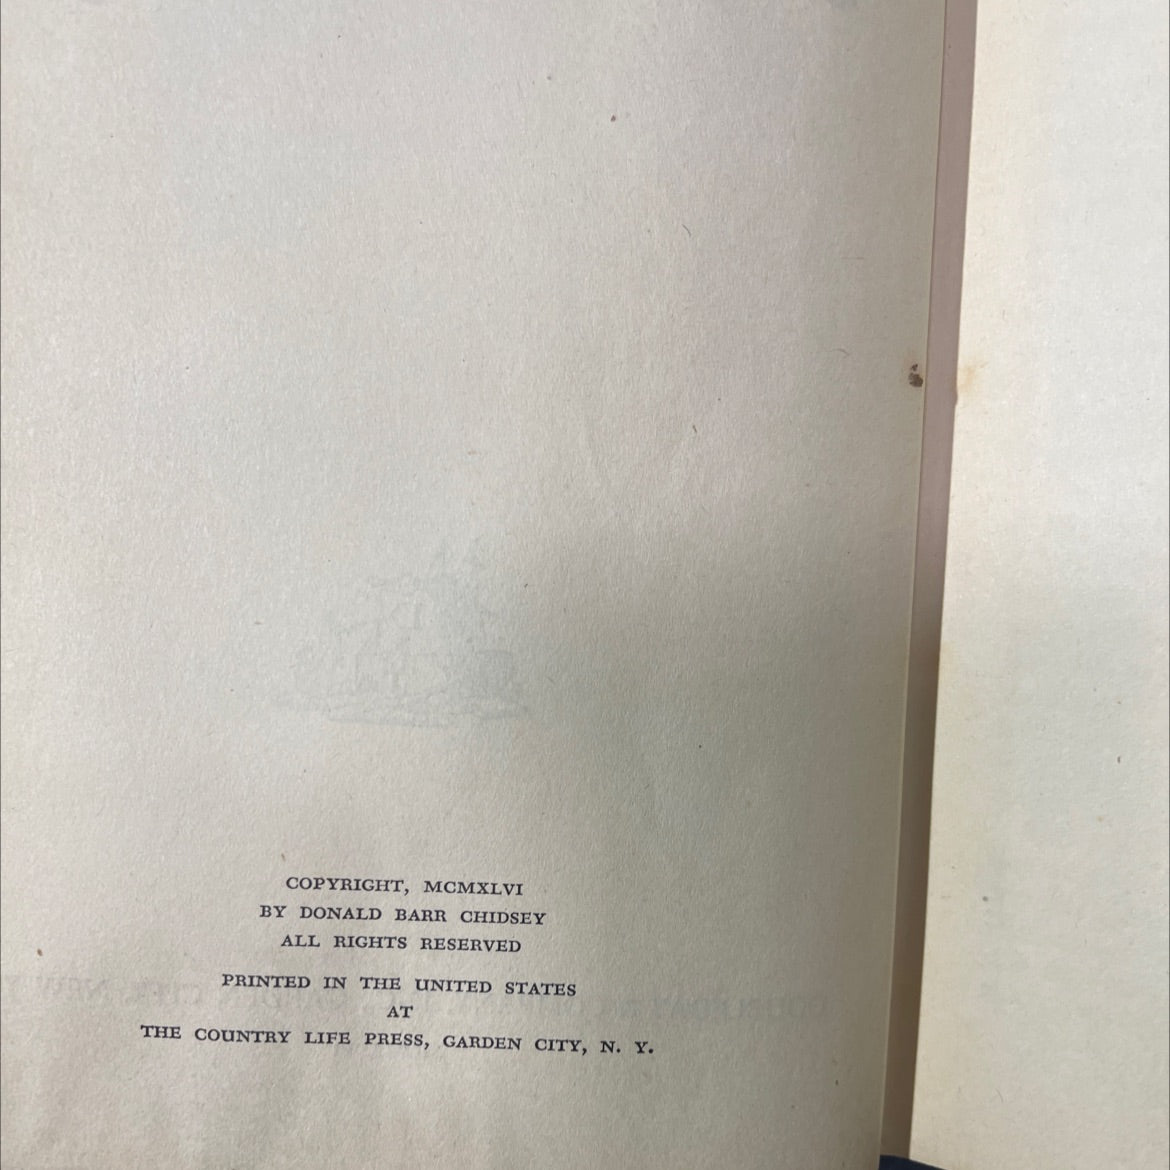 COPYRIGHT, MCMXLVI
BY DONALD BARR CHIDSEY
ALL RIGHTS RESERVED
PRINTED IN THE UNITED STATES
AT
THE COUNTRY LIFE PRESS, GARDEN CITY, N. Y.